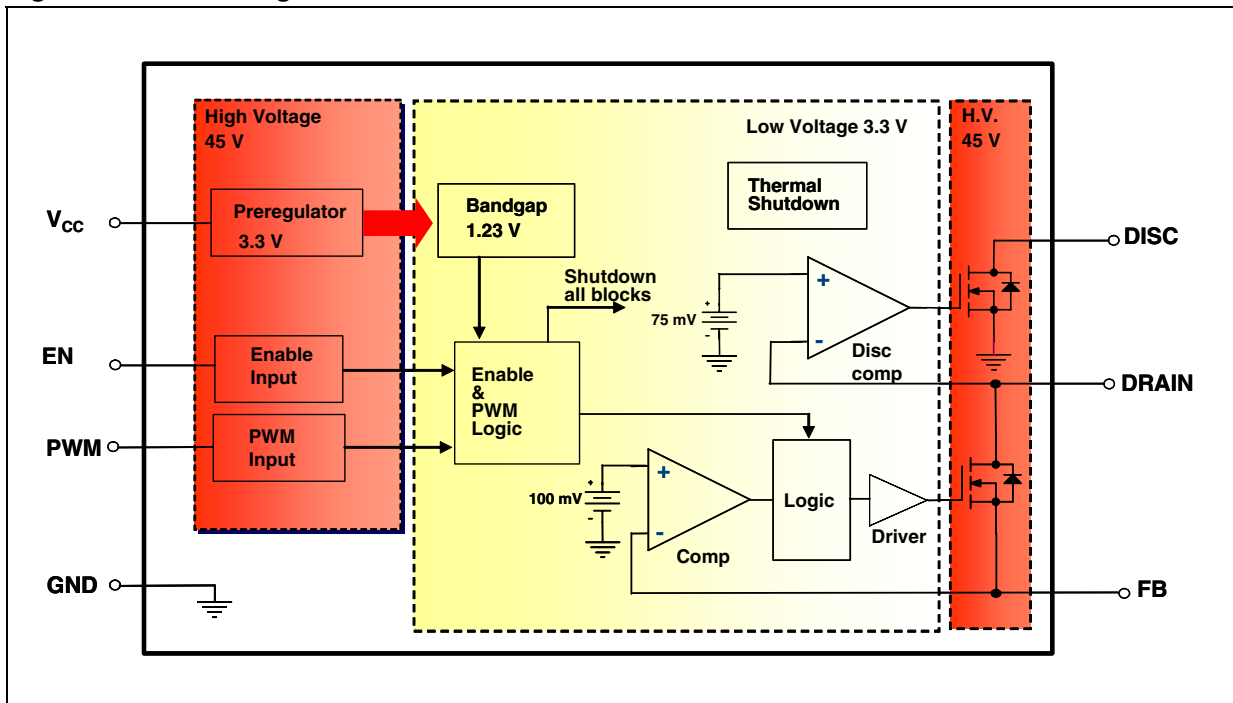 High Voltage
45 V
Low Voltage 3.3 V
H.V.
45 V
VCC
Preregulator
3.3 V
Bandgap
1.23 V
Thermal
Shutdown
DISC
Shutdown
all blocks
+
75 mV
-
+
-
Disc
comp
EN
Enable
Input
Enable
&
PWM
Logic
DRAIN
PWM
PWM
Input
+
100 mV
-
+
-
Comp
Logic
Driver
GND
FB